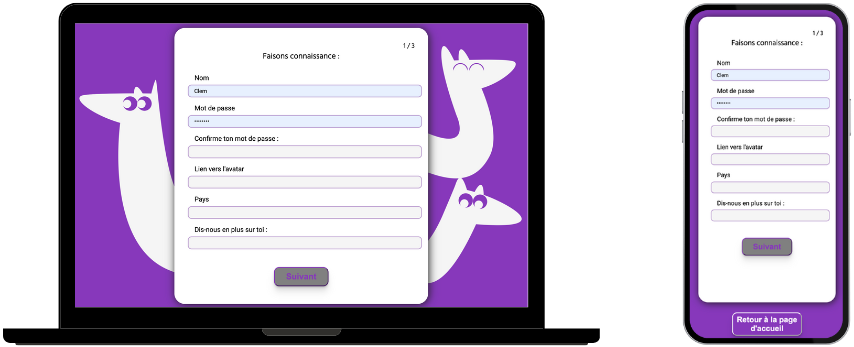 1 / 3
Faisons connaissance :
Nom
Clem
Mot de passe
••••••••
Confirme ton mot de passe :
Lien vers l'avatar
Pays
Dis-nous en plus sur toi :
Suivant
1 / 3
Faisons connaissance :
Nom
Clem
Mot de passe
••••••••
Confirme ton mot de passe :
Lien vers l'avatar
Pays
Dis-nous en plus sur toi :
Suivant
Retour à la page
d'accueil